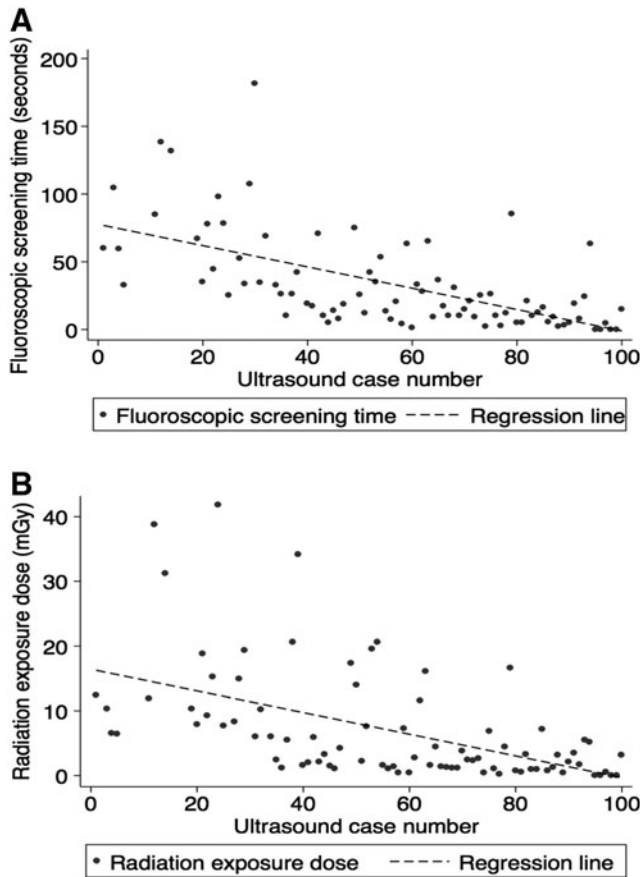 A
Fluoroscopic screening time (seconds)
200
150
100
50
0
0 20 40 60 80 100
Ultrasound case number
Fluoroscopic screening time Regression line
B
Radiation exposure dose (mGy)
40
30
20
10
0
0 20 40 60 80 100
Ultrasound case number
Radiation exposure dose Regression line